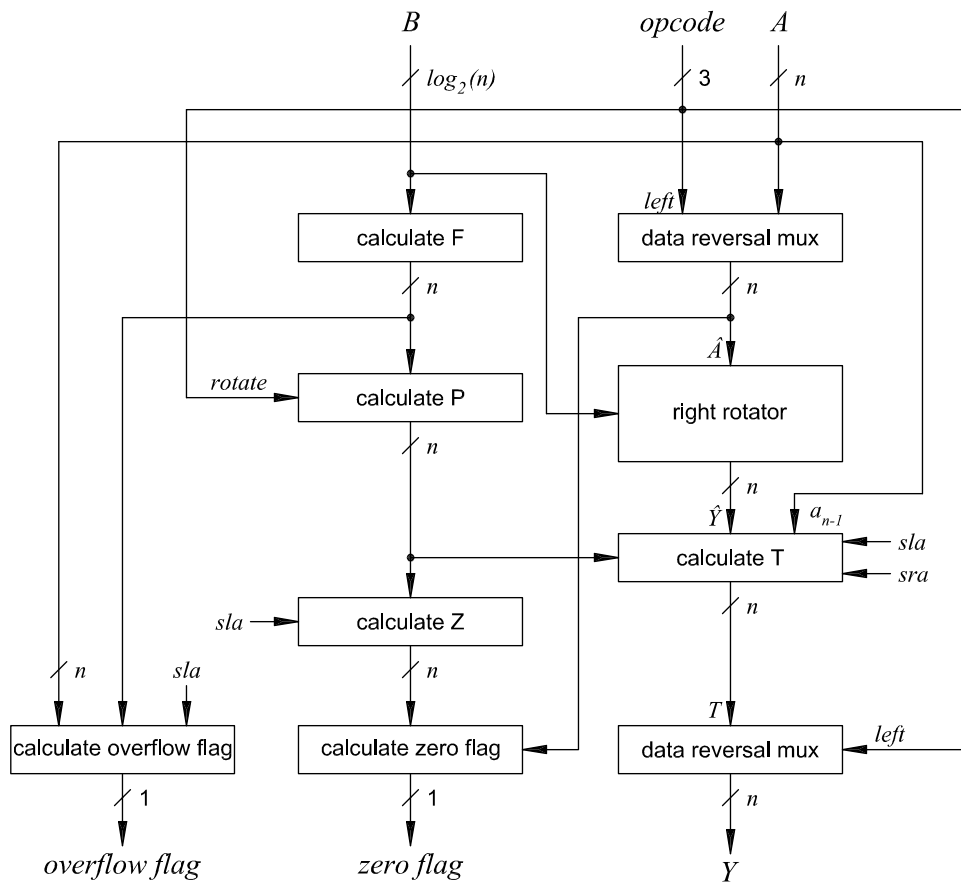 B opcode A
log2(n) 3 n
left
calculate F data reversal mux
n n
Â
rotate calculate P right rotator
n n
Ŷ an-1
calculate T sla
sra
n
sla calculate Z
n sla n
T
left
calculate overflow flag calculate zero flag data reversal mux
1 1 n
overflow flag zero flag Y